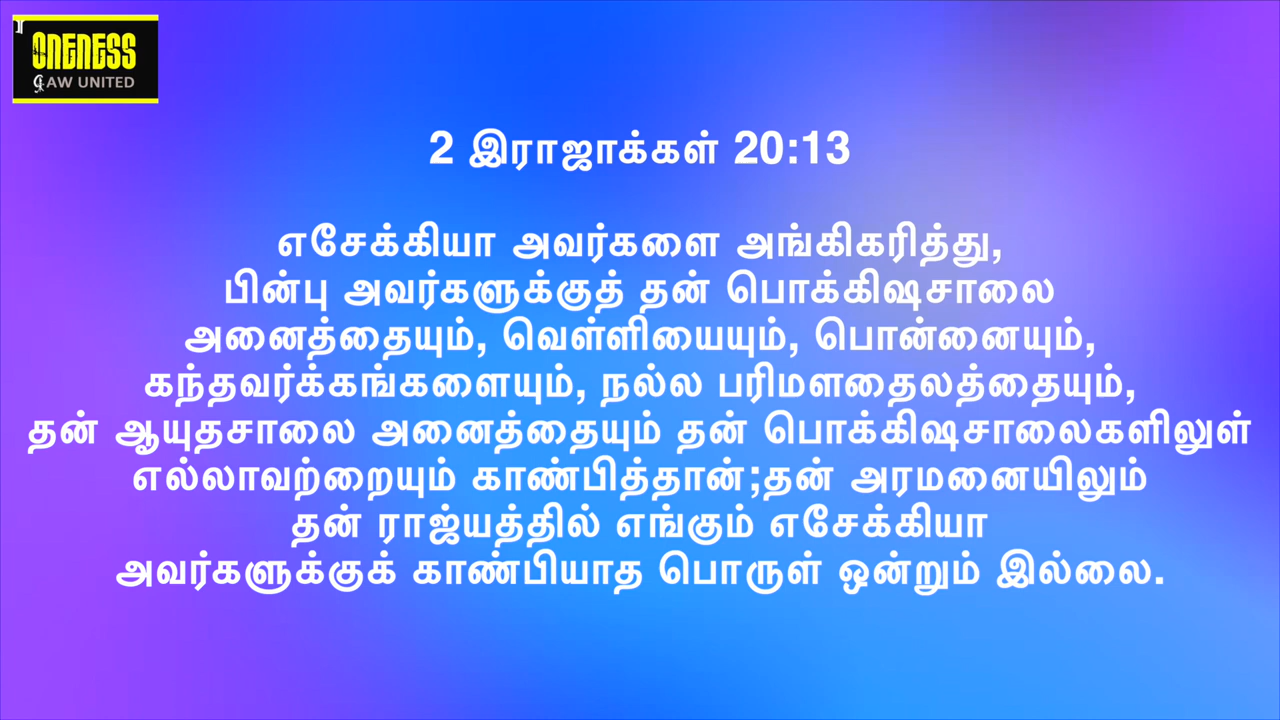 ONENESS
LAW UNITED
2 இராஜாக்கள் 20:13
எசேக்கியா அவர்களை அங்கிகரித்து,
பின்பு அவர்களுக்குத் தன் பொக்கிஷசாலை
அனைத்தையும், வெள்ளியையும், பொன்னையும்,
கந்தவர்க்கங்களையும், நல்ல பரிமளதைலத்தையும்,
தன் ஆயுதசாலை அனைத்தையும் தன் பொக்கிஷசாலைகளிலுள்
எல்லாவற்றையும் காண்பித்தான்;தன் அரமனையிலும்
தன் ராஜ்யத்தில் எங்கும் எசேக்கியா
அவர்களுக்குக் காண்பியாத பொருள் ஒன்றும் இல்லை.